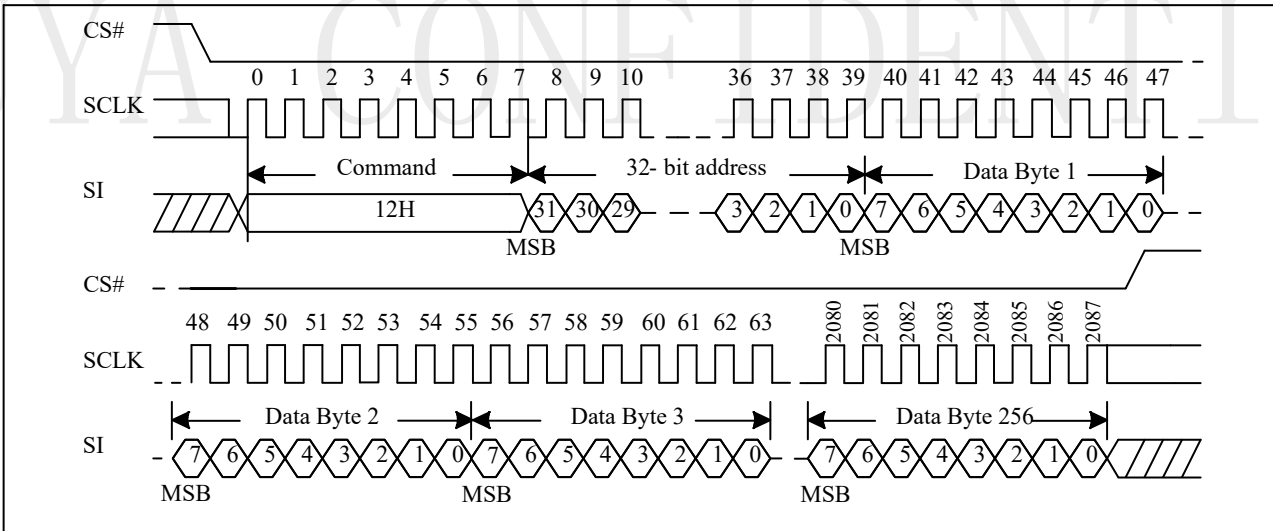 YA CONFIDENTI
CS#
0 1 2 3 4 5 6 7 8 9 10 36 37 38 39 40 41 42 43 44 45 46 47
SCLK
Command 32- bit address Data Byte 1
SI
12H 31 30 29 3 2 1 0 7 6 5 4 3 2 1 0
MSB MSB
CS#
48 49 50 51 52 53 54 55 56 57 58 59 60 61 62 63 2080 2081 2082 2083 2084 2085 2086 2087
SCLK
Data Byte 2 Data Byte 3 Data Byte 256
SI
7 6 5 4 3 2 1 0 7 6 5 4 3 2 1 0 7 6 5 4 3 2 1 0
MSB MSB MSB